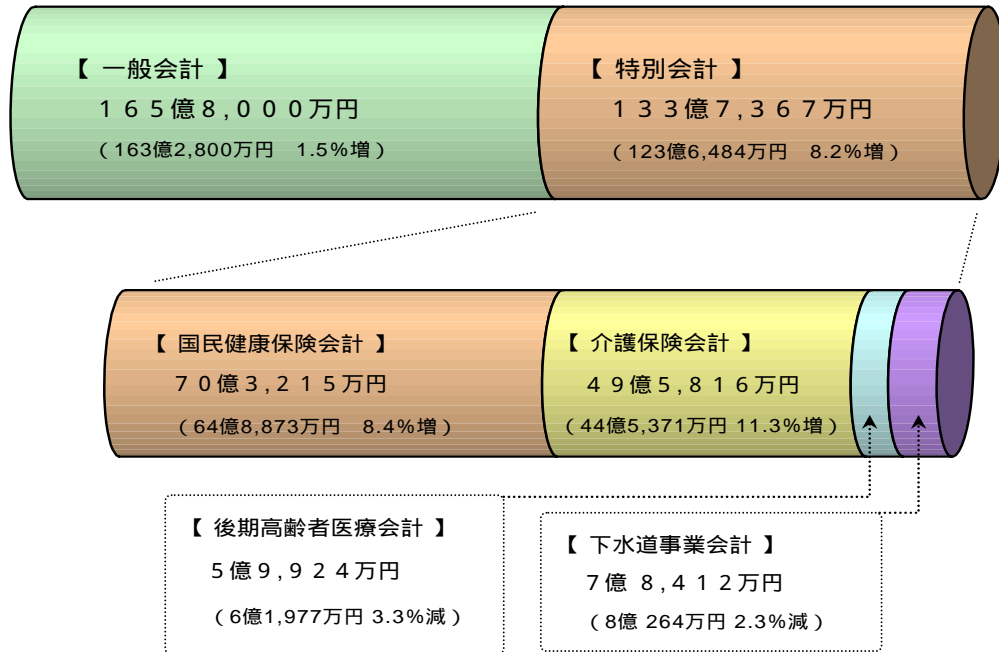 【 一般会計 】
１６５億８,０００万円
（163億2,800万円　1.5%増）
【 特別会計 】
１３３億７,３６７万円
（123億6,484万円　8.2%増）
【 国民健康保険会計 】
７０億３,２１５万円
（64億8,873万円　8.4%増）
【 介護保険会計 】
４９億５,８１６万円
（44億5,371万円 11.3%増）
【 後期高齢者医療会計 】
５億９,９２４万円
（6億1,977万円 3.3%減）
【 下水道事業会計 】
７億 ８,４１２万円
（8億 264万円 2.3%減）